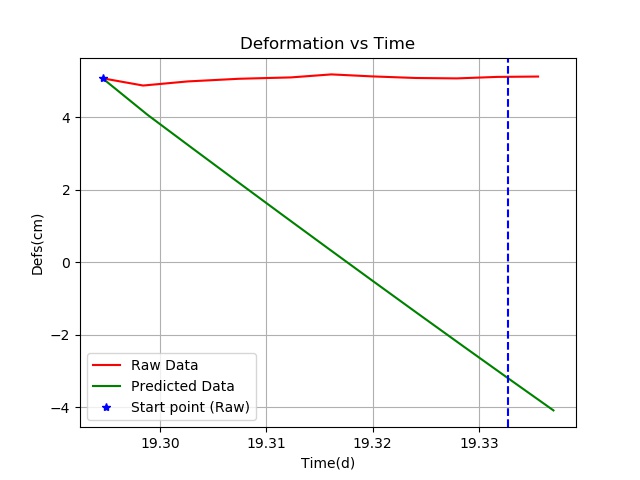 Deformation vs Time
Defs(cm)
4
2
0
−2
−4
Raw Data
Predicted Data
Start point (Raw)
19.30 19.31 19.32 19.33
Time(d)